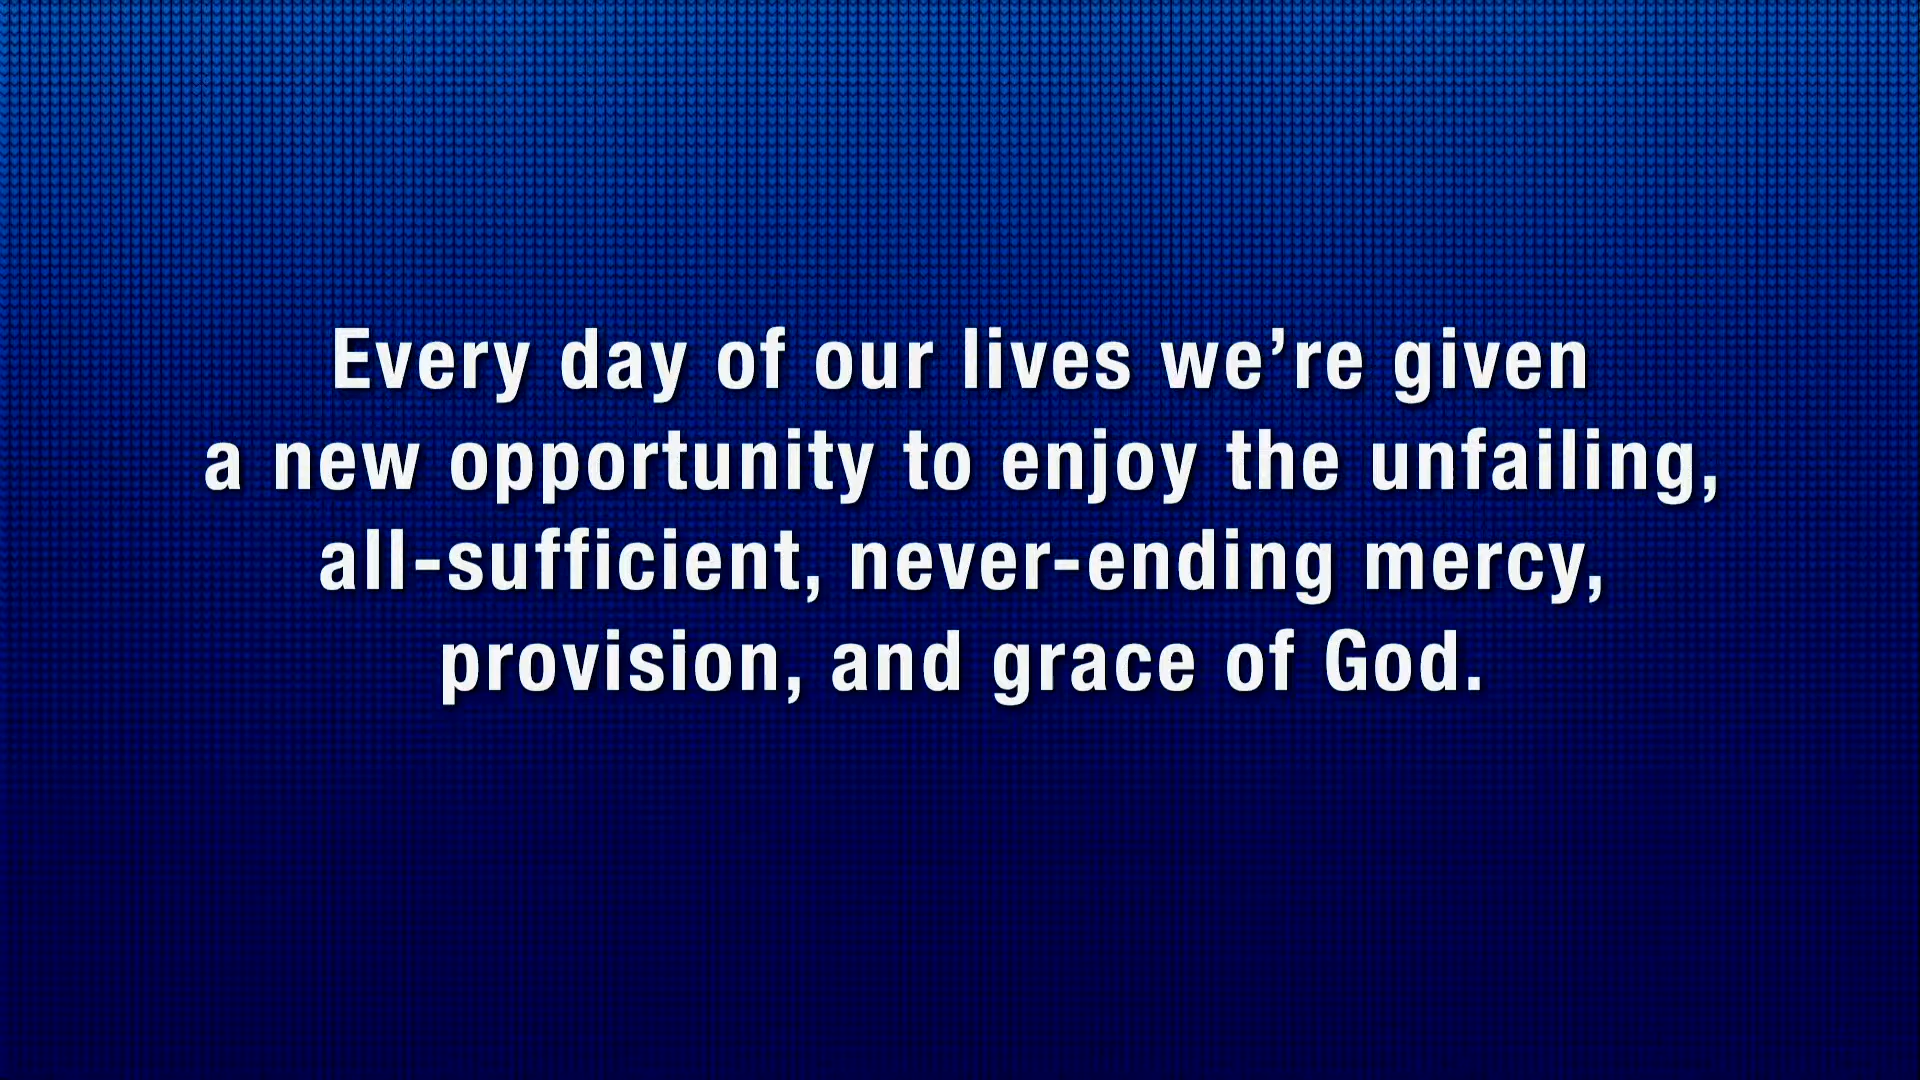 Every day of our lives we’re given
a new opportunity to enjoy the unfailing,
all-sufficient, never-ending mercy,
provision, and grace of God.